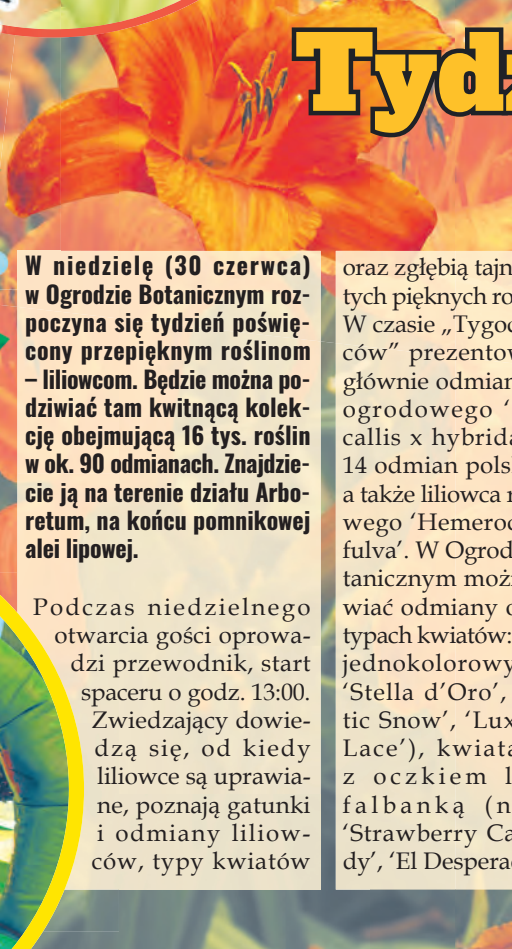 Tydz
W niedzielę (30 czerwca)
w Ogrodzie Botanicznym roz-
poczyna się tydzień poświę-
cony przepięknym roślinom
– liliowcom. Będzie można po-
dziwiać tam kwitnącą kolek-
cję obejmującą 16 tys. roślin
w ok. 90 odmianach. Znajdzie-
cie ją na terenie działu Arbo-
retum, na końcu pomnikowej
alei lipowej.
Podczas niedzielnego
otwarcia gości oprowa-
dzi przewodnik, start
spaceru o godz. 13:00.
Zwiedzający dowie-
dzą się, od kiedy
liliowce są uprawia-
ne, poznają gatunki
i odmiany liliow-
ców, typy kwiatów
oraz zgłębią tajn
tych pięknych ro
W czasie „Tygod
ców” prezentow
głównie odmian
ogrodowego ‘
callis x hybrida
14 odmian polsk
a także liliowca r
wego ‘Hemeroc
fulva’. W Ogrod
tanicznym możn
wiać odmiany o
typach kwiatów:
jednokolorowy
‘Stella d’Oro’,
tic Snow’, ‘Lux
Lace’), kwiata
z oczkiem l
falbanką (n
‘Strawberry Ca
dy’, ‘El Desperad